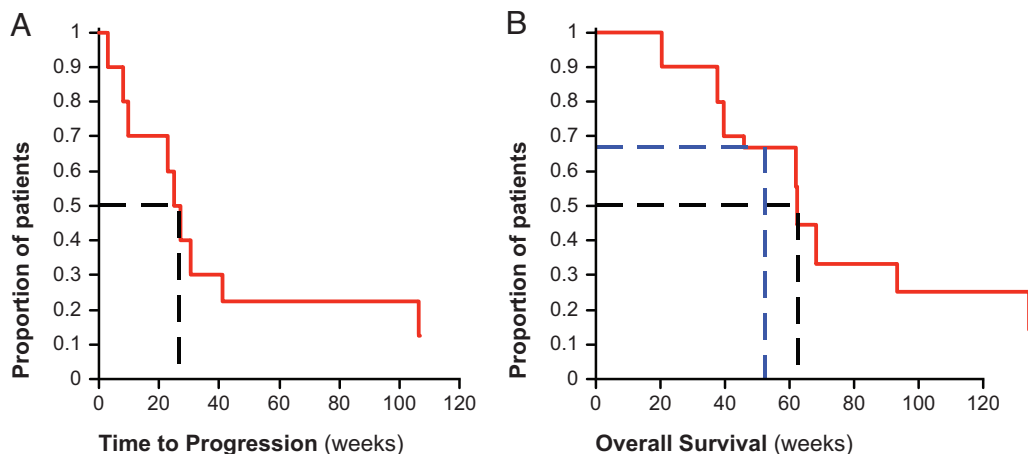 A
1
0.9
0.8
0.7
0.6
0.5
0.4
0.3
0.2
0.1
0
Proportion of patients
0 20 40 60 80 100 120
Time to Progression (weeks)
B
1
0.9
0.8
0.7
0.6
0.5
0.4
0.3
0.2
0.1
0
Proportion of patients
0 20 40 60 80 100 120
Overall Survival (weeks)